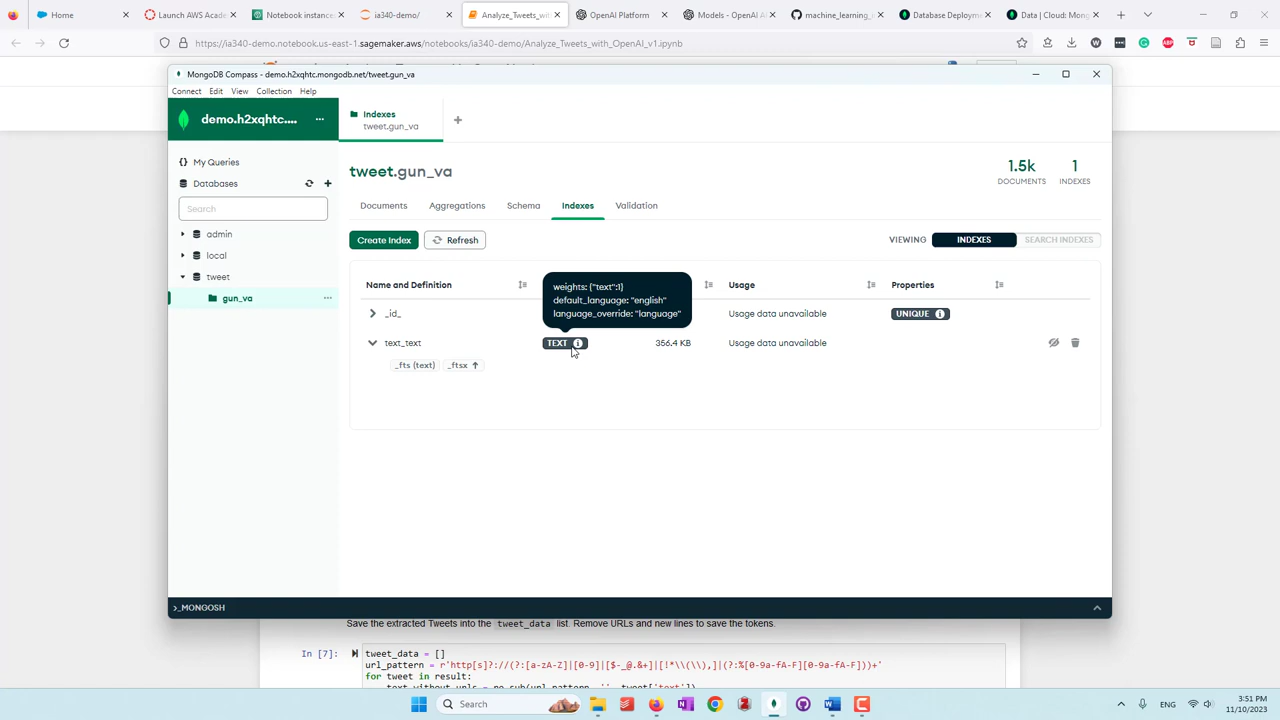 Home
Launch AWS Acade
Notebook instances
ia340-demo/
Analyze_Tweets_wit
OpenAI Platform
Models - OpenAI A
machine_learning_
Database Deployme
Data | Cloud: Mong
https://ia340-demo.notebook.us-east-1.sagemaker.aws/notebooks/ia340-demo/Analyze_Tweets_with_OpenAI_v1.ipynb
MongoDB Compass - demo.h2xqhtc.mongodb.net/tweet.gun_va
Connect Edit View Collection Help
demo.h2xqhtc....
Indexes
tweet.gun_va
My Queries
Databases
Search
admin
local
tweet
gun_va
tweet.gun_va
1.5k
DOCUMENTS
1
INDEXES
Documents Aggregations Schema Indexes Validation
Create Index
Refresh
VIEWING INDEXES SEARCH INDEXES
Name and Definition Usage Properties
weights: {"text":1}
default_language: "english"
language_override: "language"
_id_ Usage data unavailable UNIQUE
text_text TEXT 356.4 KB Usage data unavailable
_fts (text) _ftsx
>_MONGOSH
Save the extracted Tweets into the tweet_data list. Remove URLs and new lines to save the tokens.
In [7]: tweet_data = []
url_pattern = r'http[s]?://(?:[a-zA-Z]|[0-9]|[$-_@.&+]|[!*\\(\\),]|(?:%[0-9a-fA-F][0-9a-fA-F]))+'
for tweet in result:
Search
3:51 PM
ENG
11/10/2023